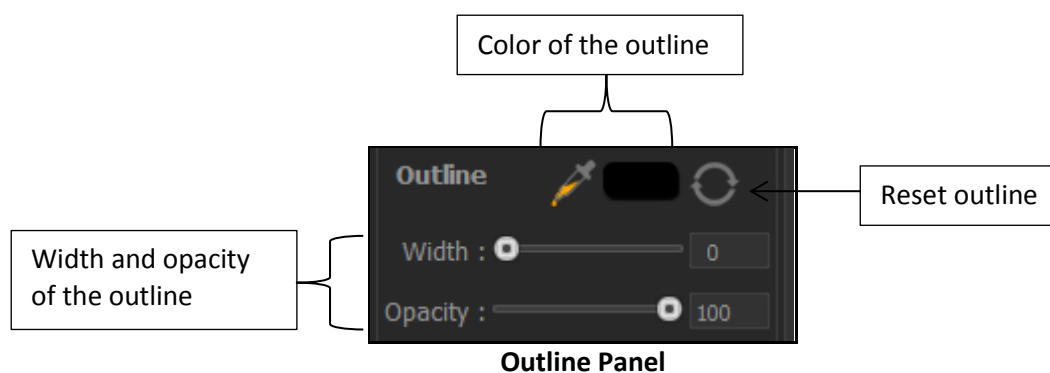 Color of the outline
Outline
Reset outline
Width and opacity
of the outline
Width : 0
Opacity : 100
Outline Panel